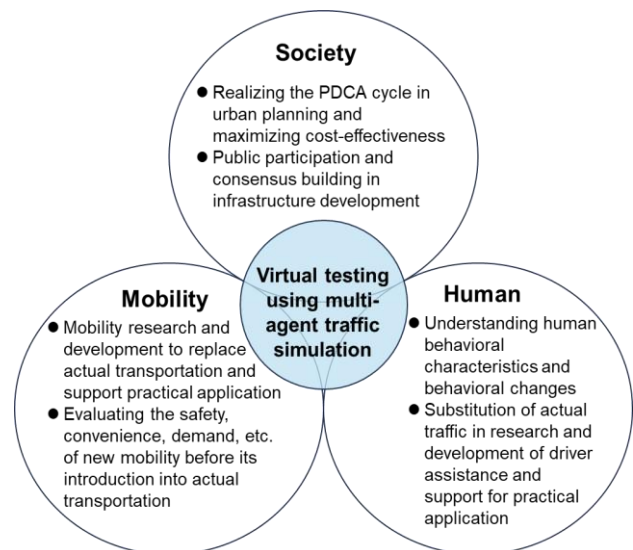 Society
● Realizing the PDCA cycle in
urban planning and
maximizing cost-effectiveness
● Public participation and
consensus building in
infrastructure development
Virtual testing
using multi-
agent traffic
simulation
Mobility
● Mobility research and
development to replace
actual transportation and
support practical application
● Evaluating the safety,
convenience, demand, etc.
of new mobility before its
introduction into actual
transportation
Human
● Understanding human
behavioral
characteristics and
behavioral changes
● Substitution of actual
traffic in research and
development of driver
assistance and
support for practical
application